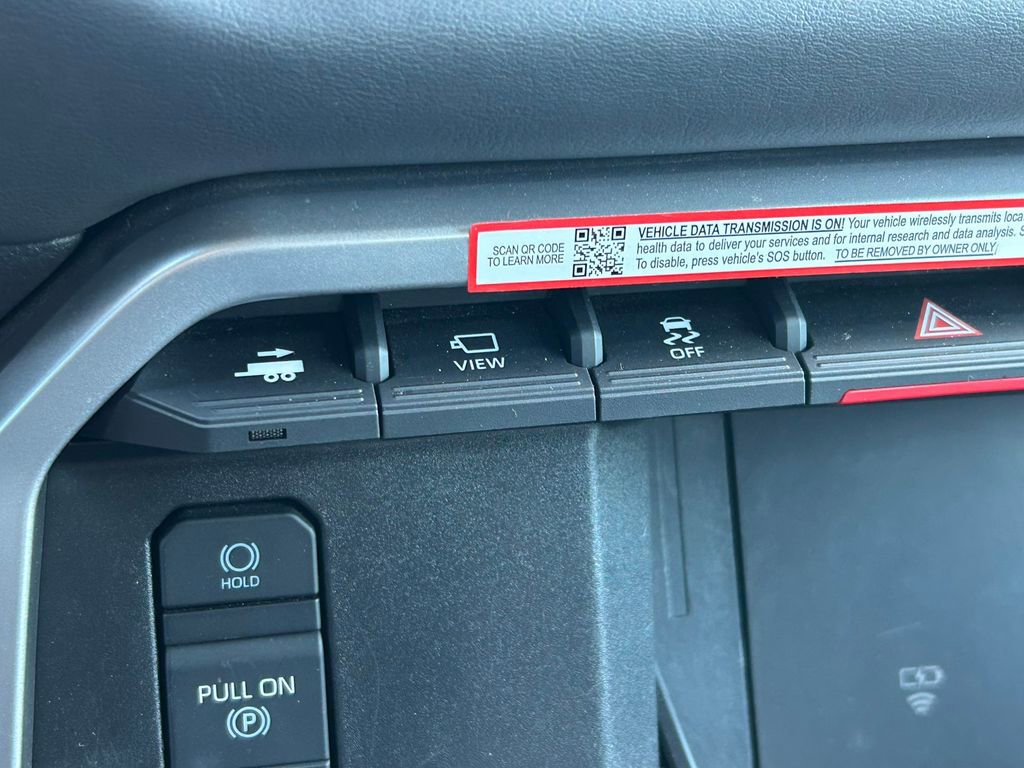 SCAN OR CODE
TO LEARN MORE
VEHICLE DATA TRANSMISSION IS ON! Your vehicle wirelessly transmits
health data to deliver your services and for internal research and data analysis.
To disable, press vehicle's SOS button. TO BE REMOVED BY OWNER ONLY
VIEW
OFF
HOLD
PULL ON
P